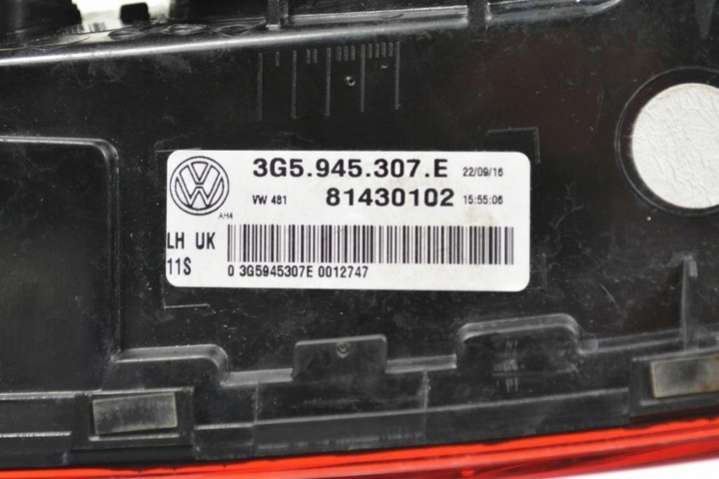 3G5.945.307.E 22/09/16
VW 481 81430102 15:55:06
AH4
LH UK
11S
0 3G5945307E 0012747